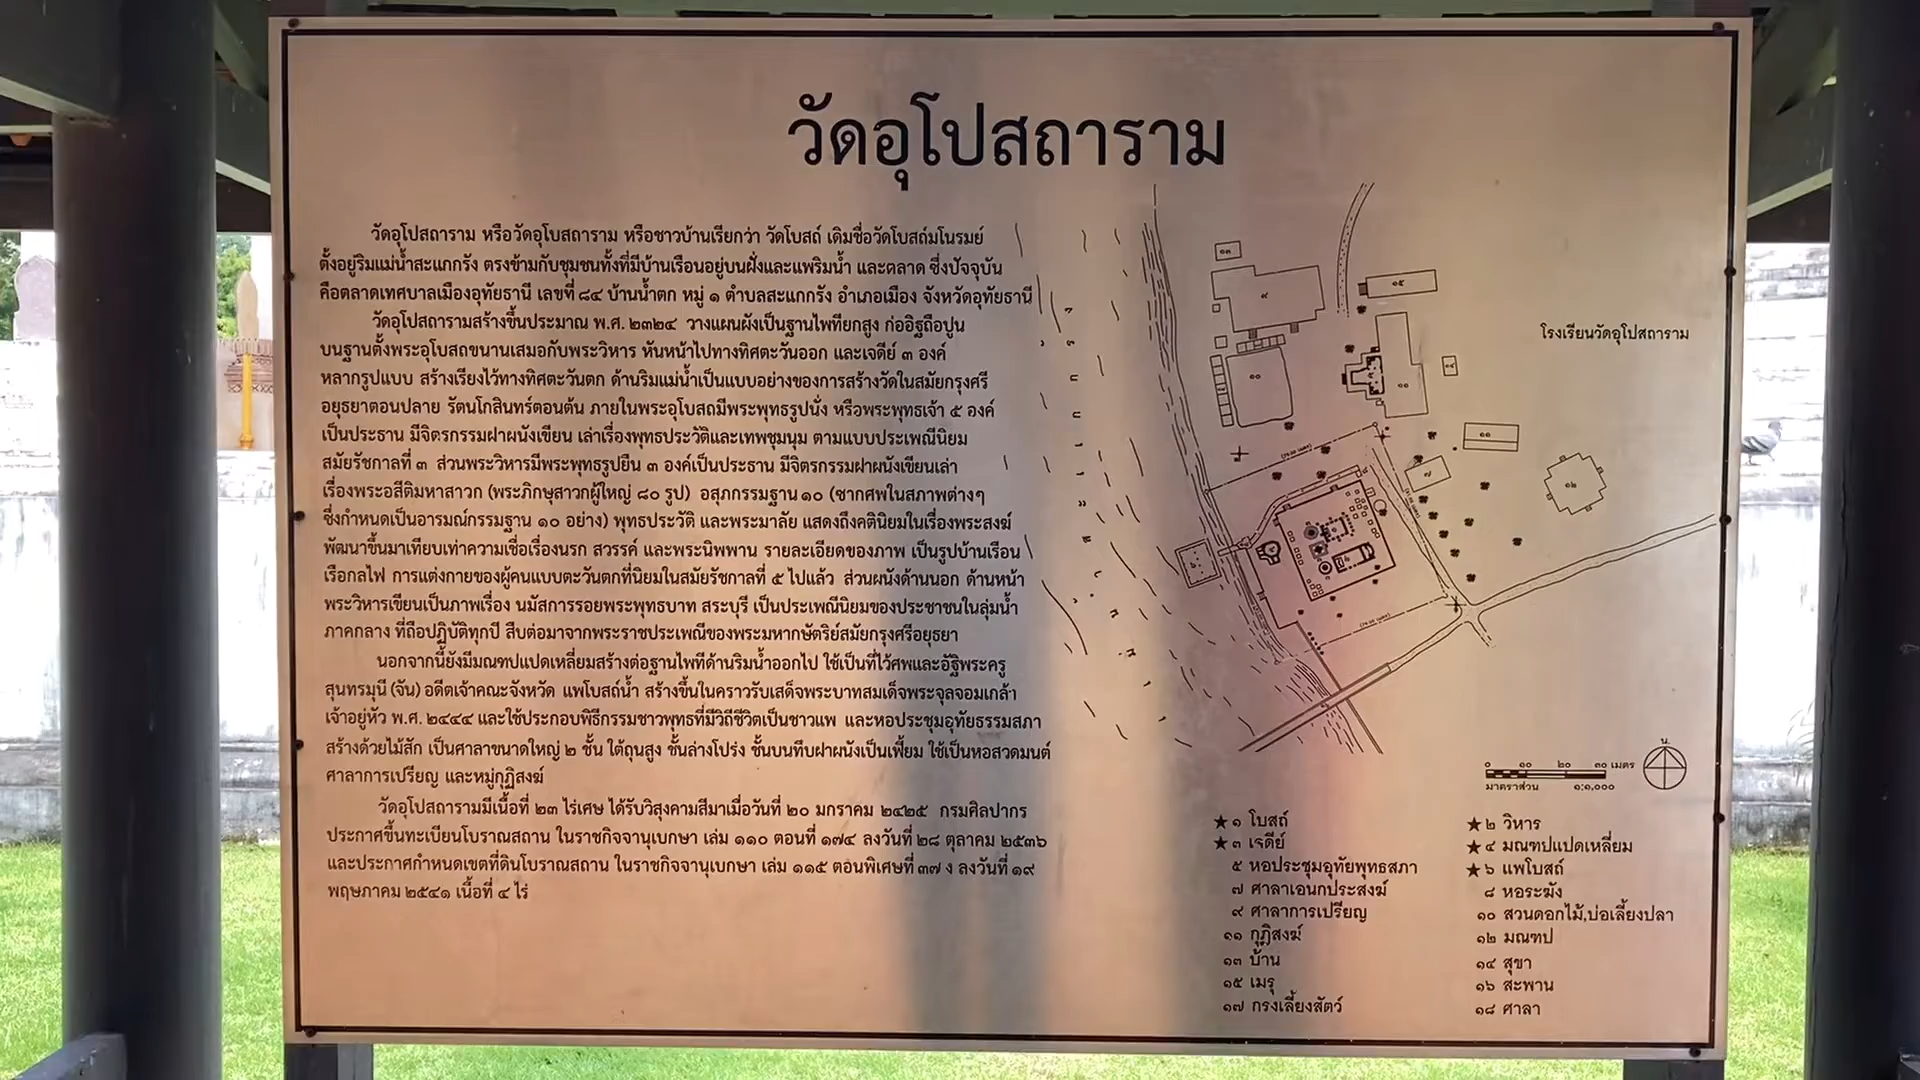 วัดอุโปสถาราม
วัดอุโปสถาราม หรือวัดอุโบสถาราม หรือชาวบ้านเรียกว่า วัดโบสถ์ เดิมชื่อวัดโบสถ์มโนรมย์
ตั้งอยู่ริมแม่น้ำสะแกกรัง ตรงข้ามกับชุมชนทั้งที่มีบ้านเรือนอยู่บนฝั่งและแพริมน้ำ และตลาด ซึ่งปัจจุบัน
คือตลาดเทศบาลเมืองอุทัยธานี เลขที่ ๘๔ บ้านน้ำตก หมู่ ๑ ตำบลสะแกกรัง อำเภอเมือง จังหวัดอุทัยธานี
วัดอุโปสถารามสร้างขึ้นประมาณ พ.ศ. ๒๓๒๔ วางแผนผังเป็นฐานไพทียกสูง ก่ออิฐถือปูน
บนฐานตั้งพระอุโบสถขนานเสมอกับพระวิหาร หันหน้าไปทางทิศตะวันออก และเจดีย์ ๓ องค์
หลากรูปแบบ สร้างเรียงไว้ทางทิศตะวันตก ด้านริมแม่น้ำเป็นแบบอย่างของการสร้างวัดในสมัยกรุงศรี
อยุธยาตอนปลาย รัตนโกสินทร์ตอนต้น ภายในพระอุโบสถมีพระพุทธรูปนั่ง หรือพระพุทธเจ้า ๕ องค์
เป็นประธาน มีจิตรกรรมฝาผนังเขียน เล่าเรื่องพุทธประวัติและเทพชุมนุม ตามแบบประเพณีนิยม
สมัยรัชกาลที่ ๓ ส่วนพระวิหารมีพระพุทธรูปยืน ๓ องค์เป็นประธาน มีจิตรกรรมฝาผนังเขียนเล่า
เรื่องพระอสีติมหาสาวก (พระภิกษุสาวกผู้ใหญ่ ๘๐ รูป) อสุภกรรมฐาน ๑๐ (ซากศพในสภาพต่างๆ
ซึ่งกำหนดเป็นอารมณ์กรรมฐาน ๑๐ อย่าง) พุทธประวัติ และพระมาลัย แสดงถึงคตินิยมในเรื่องพระสงฆ์
พัฒนาขึ้นมาเทียบเท่าความเชื่อเรื่องนรก สวรรค์ และพระนิพพาน รายละเอียดของภาพ เป็นรูปบ้านเรือน
เรือกลไฟ การแต่งกายของผู้คนแบบตะวันตกที่นิยมในสมัยรัชกาลที่ ๕ ไปแล้ว ส่วนผนังด้านนอก ด้านหน้า
พระวิหารเขียนเป็นภาพเรื่อง นมัสการรอยพระพุทธบาท สระบุรี เป็นประเพณีนิยมของประชาชนในลุ่มน้ำ
ภาคกลาง ที่ถือปฏิบัติทุกปี สืบต่อมาจากพระราชประเพณีของพระมหากษัตริย์สมัยกรุงศรีอยุธยา
นอกจากนี้ยังมีมณฑปแปดเหลี่ยมสร้างต่อฐานไพทีด้านริมน้ำออกไป ใช้เป็นที่ไว้ศพและอัฐิพระครู
สุนทรมุนี (จัน) อดีตเจ้าคณะจังหวัด แพโบสถ์น้ำ สร้างขึ้นในคราวรับเสด็จพระบาทสมเด็จพระจุลจอมเกล้า
เจ้าอยู่หัว พ.ศ. ๒๔๔๔ และใช้ประกอบพิธีกรรมชาวพุทธที่มีวิถีชีวิตเป็นชาวแพ และหอประชุมอุทัยธรรมสภา
สร้างด้วยไม้สัก เป็นศาลาขนาดใหญ่ ๒ ชั้น ใต้ถุนสูง ชั้นล่างโปร่ง ชั้นบนทึบฝาผนังเป็นเฟี้ยม ใช้เป็นหอสวดมนต์
ศาลาการเปรียญ และหมู่กุฏิสงฆ์
วัดอุโปสถารามมีเนื้อที่ ๒๓ ไร่เศษ ได้รับวิสุงคามสีมาเมื่อวันที่ ๒๐ มกราคม ๒๔๒๕ กรมศิลปากร
ประกาศขึ้นทะเบียนโบราณสถาน ในราชกิจจานุเบกษา เล่ม ๑๑๐ ตอนที่ ๑๗๔ ลงวันที่ ๒๘ ตุลาคม ๒๕๓๖
และประกาศกำหนดเขตที่ดินโบราณสถาน ในราชกิจจานุเบกษา เล่ม ๑๑๕ ตอนพิเศษที่ ๓๗ ง ลงวันที่ ๑๙
พฤษภาคม ๒๕๔๑ เนื้อที่ ๔ ไร่
๑๓
๙
๑๕
โรงเรียนวัดอุโปสถาราม
๑๐
๑๑
๗
๑๒
น.
๐ ๑๐ ๒๐ ๓๐ เมตร
มาตราส่วน ๑:๑,๐๐๐
★ ๑ โบสถ์
★ ๓ เจดีย์
๕ หอประชุมอุทัยพุทธสภา
๗ ศาลาเอนกประสงฆ์
๙ ศาลาการเปรียญ
๑๑ กุฏิสงฆ์
๑๓ บ้าน
๑๕ เมรุ
๑๗ กรงเลี้ยงสัตว์
★ ๒ วิหาร
★ ๔ มณฑปแปดเหลี่ยม
★ ๖ แพโบสถ์
๘ หอระฆัง
๑๐ สวนดอกไม้,บ่อเลี้ยงปลา
๑๒ มณฑป
๑๔ สุขา
๑๖ สะพาน
๑๘ ศาลา